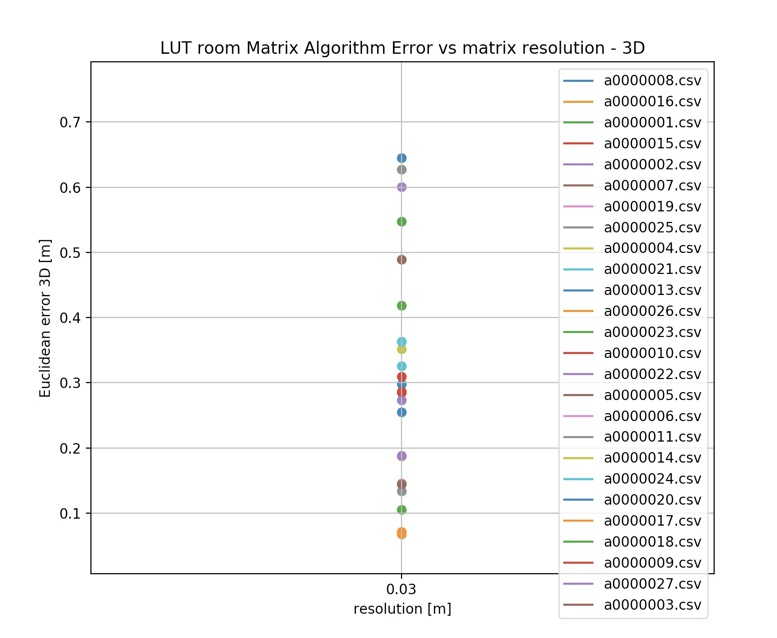 LUT room Matrix Algorithm Error vs matrix resolution - 3D
Euclidean error 3D [m]
0.7
0.6
0.5
0.4
0.3
0.2
0.1
0.03
resolution [m]
a0000008.csv
a0000016.csv
a0000001.csv
a0000015.csv
a0000002.csv
a0000007.csv
a0000019.csv
a0000025.csv
a0000004.csv
a0000021.csv
a0000013.csv
a0000026.csv
a0000023.csv
a0000010.csv
a0000022.csv
a0000005.csv
a0000006.csv
a0000011.csv
a0000014.csv
a0000024.csv
a0000020.csv
a0000017.csv
a0000018.csv
a0000009.csv
a0000027.csv
a0000003.csv